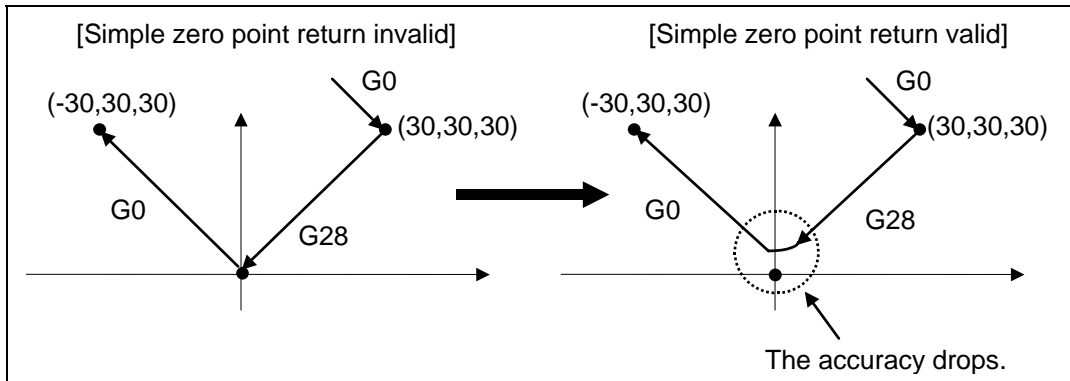 [Simple zero point return invalid]
G0
(-30,30,30)
(30,30,30)
G0
G28
[Simple zero point return valid]
G0
(-30,30,30)
(30,30,30)
G0
G28
The accuracy drops.